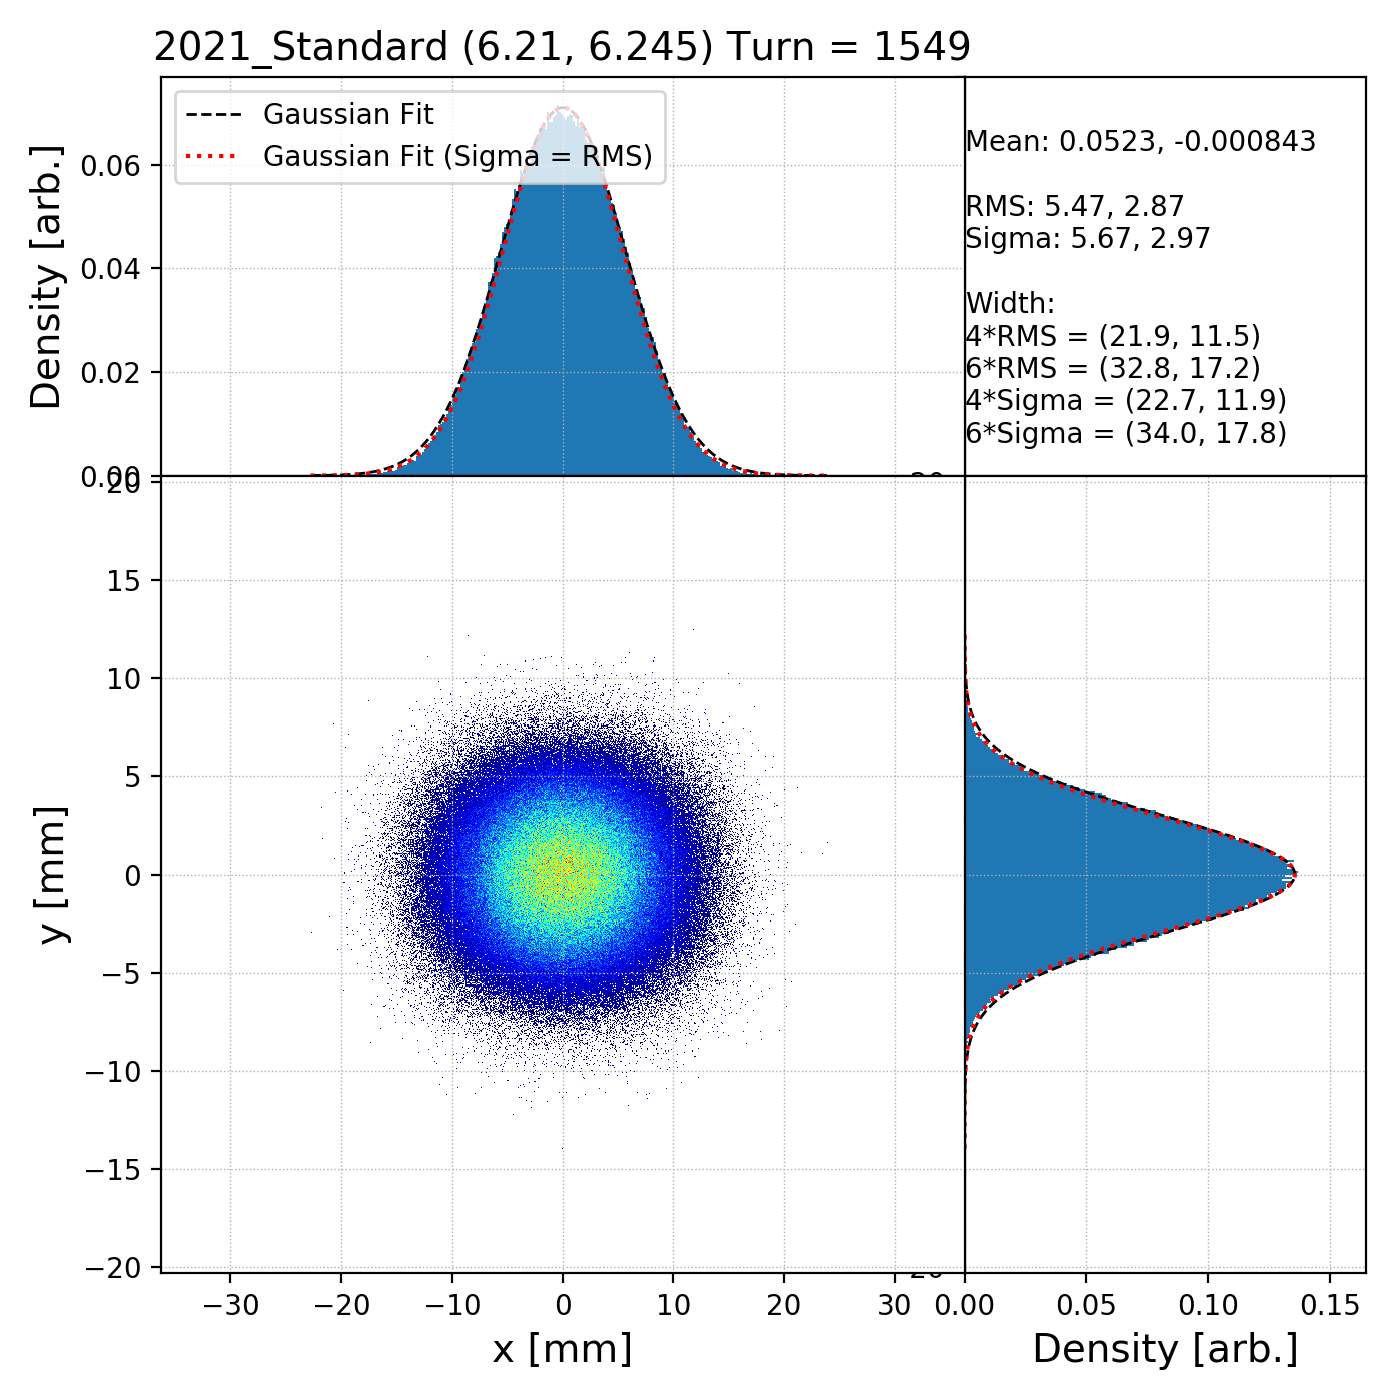 2021_Standard (6.21, 6.245) Turn = 1549
Gaussian Fit
Gaussian Fit (Sigma = RMS)
Density [arb.]
0.06
0.04
0.02
0.00
Mean: 0.0523, -0.000843
RMS: 5.47, 2.87
Sigma: 5.67, 2.97
Width:
4*RMS = (21.9, 11.5)
6*RMS = (32.8, 17.2)
4*Sigma = (22.7, 11.9)
6*Sigma = (34.0, 17.8)
y [mm]
20
15
10
5
0
−5
−10
−15
−20
−30
−20
−10
0
10
20
30
x [mm]
0.00
0.05
0.10
0.15
Density [arb.]